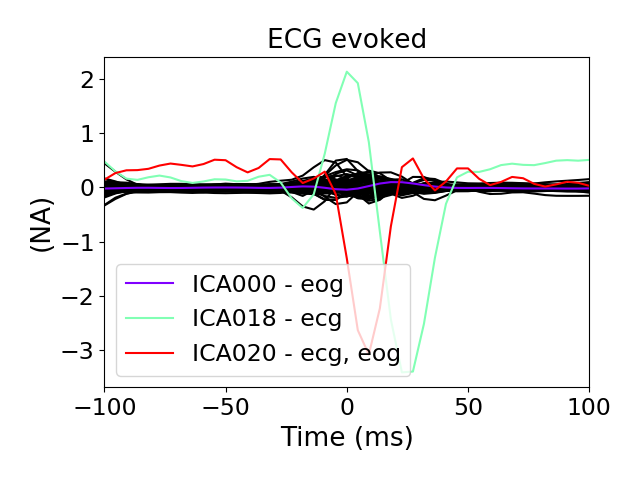 ECG evoked
2
1
0
−1
−2
−3
(NA)
ICA000 - eog
ICA018 - ecg
ICA020 - ecg, eog
−100
−50
0
50
100
Time (ms)